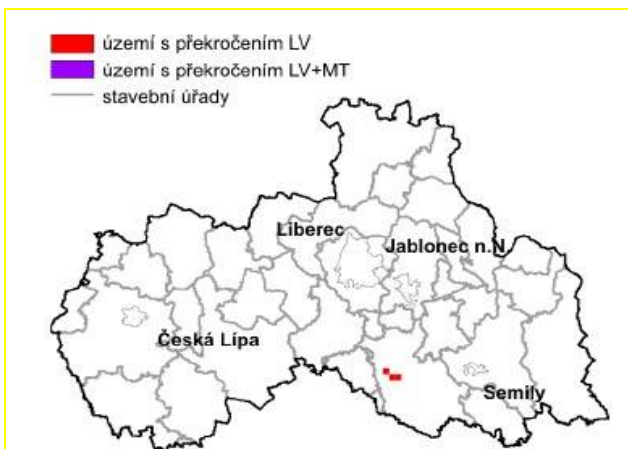 území s překročením LV
území s překročením LV+MT
stavební úřady
Liberec
Jablonec n.N
Česká Lípa
Semily